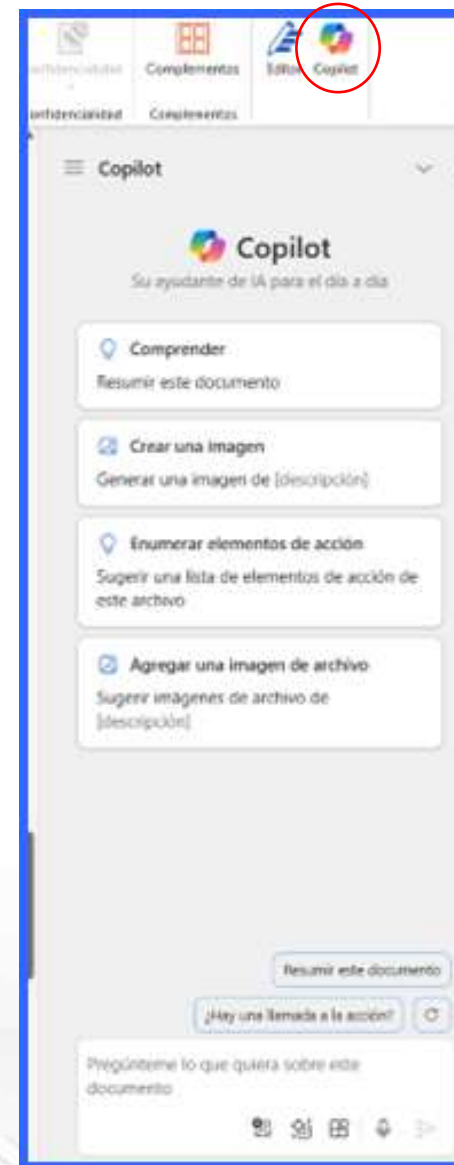 Confidencialidad
Complementos
Editor
Copilot
Confidencialidad
Complementos
Copilot
Copilot
Su ayudante de IA para el día a día
Comprender
Resumir este documento
Crear una imagen
Generar una imagen de [descripción]
Enumerar elementos de acción
Sugerir una lista de elementos de acción de
este archivo
Agregar una imagen de archivo
Sugerir imágenes de archivo de
[descripción]
Resumir este documento
¿Hay una llamada a la acción?
Pregúnteme lo que quiera sobre este
documento